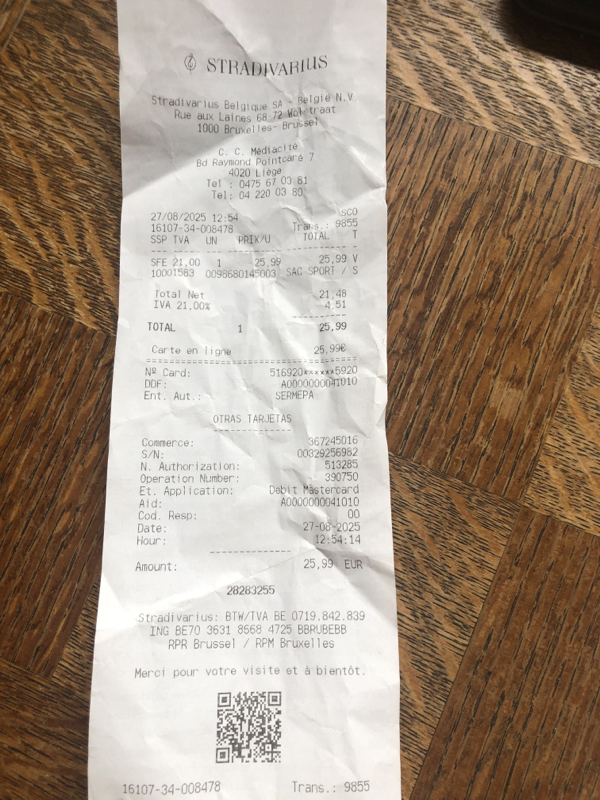 STRADIVARIUS
Stradivarius Belgique SA - België N.V
Rue aux Laines 68-72 Wolstraat
1000 Bruxelles- Brussel
C. C. Médiacité
Bd Raymond Pointcaré 7
4020 Liège
Tel : 0475 67 03 81
Tél: 04 220 03 80
SCO
27/08/2025 12:54
16107-34-008478 Trans.: 9855
SSP TVA UN PRIX/U TOTAL T
SFE 21,00 1 25,99 25,99 V
10001583 0098680145003 SAC SPORT / S
Total Net 21,48
IVA 21,00% 4,51
TOTAL 1 25,99
Carte en ligne 25,99€
Nº Card: 516920******5920
DDF: A0000000041010
Ent. Aut.: SERMEPA
OTRAS TARJETAS
Commerce: 367245016
S/N: 00329256982
N. Authorization: 513285
Operation Number: 390750
Et. Application: Debit Mastercard
Aid: A0000000041010
Cod. Resp: 00
Date: 27-08-2025
Hour: 12:54:14
Amount: 25,99 EUR
28283255
Stradivarius: BTW/TVA BE 0719.842.839
ING BE70 3631 8668 4725 BBRUBEBB
RPR Brussel / RPM Bruxelles
Merci pour votre visite et à bientôt.
16107-34-008478 Trans.: 9855